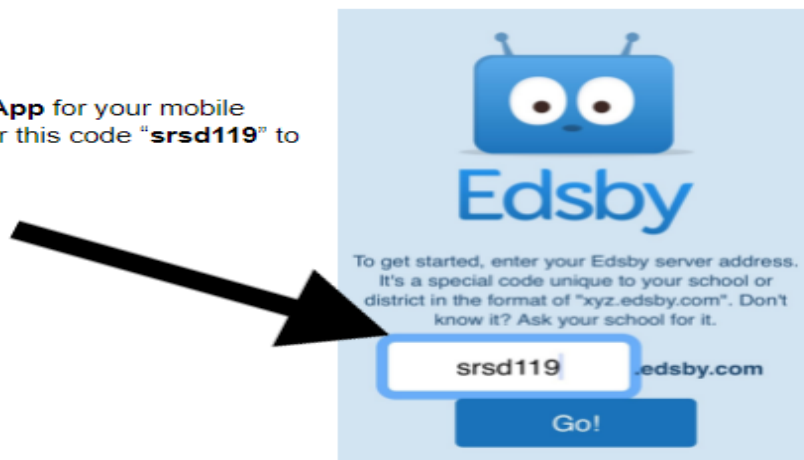 App for your mobile
r this code “srsd119” to
Edsby
To get started, enter your Edsby server address.
It's a special code unique to your school or
district in the format of "xyz.edsby.com". Don't
know it? Ask your school for it.
srsd119 .edsby.com
Go!